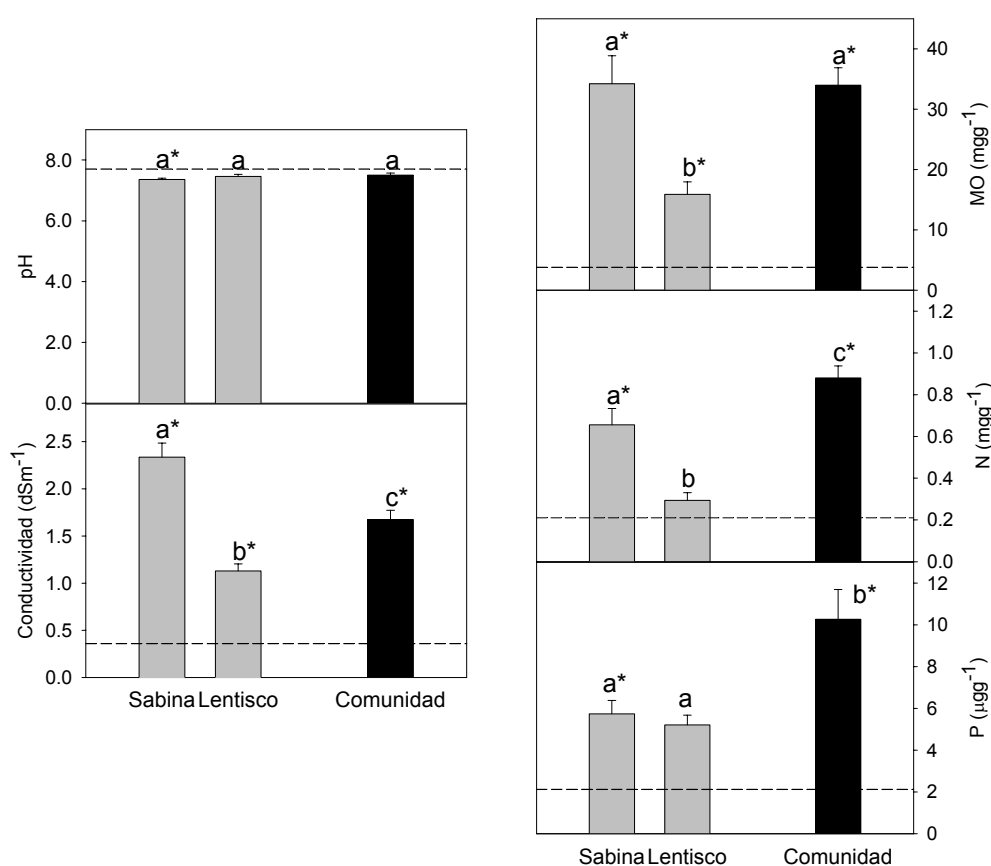 8.0
a*
a
a
6.0
4.0
2.0
0.0
pH
2.5
2.0
1.5
1.0
0.5
0.0
a*
b*
c*
Conductividad (dSm⁻¹)
Sabina Lentisco Comunidad
a*
b*
a*
40
30
20
10
0
MO (mgg⁻¹)
1.2
1.0
0.8
0.6
0.4
0.2
0.0
a*
b
c*
N (mgg⁻¹)
12
10
8
6
4
2
0
a*
a
b*
P (μgg⁻¹)
Sabina Lentisco Comunidad